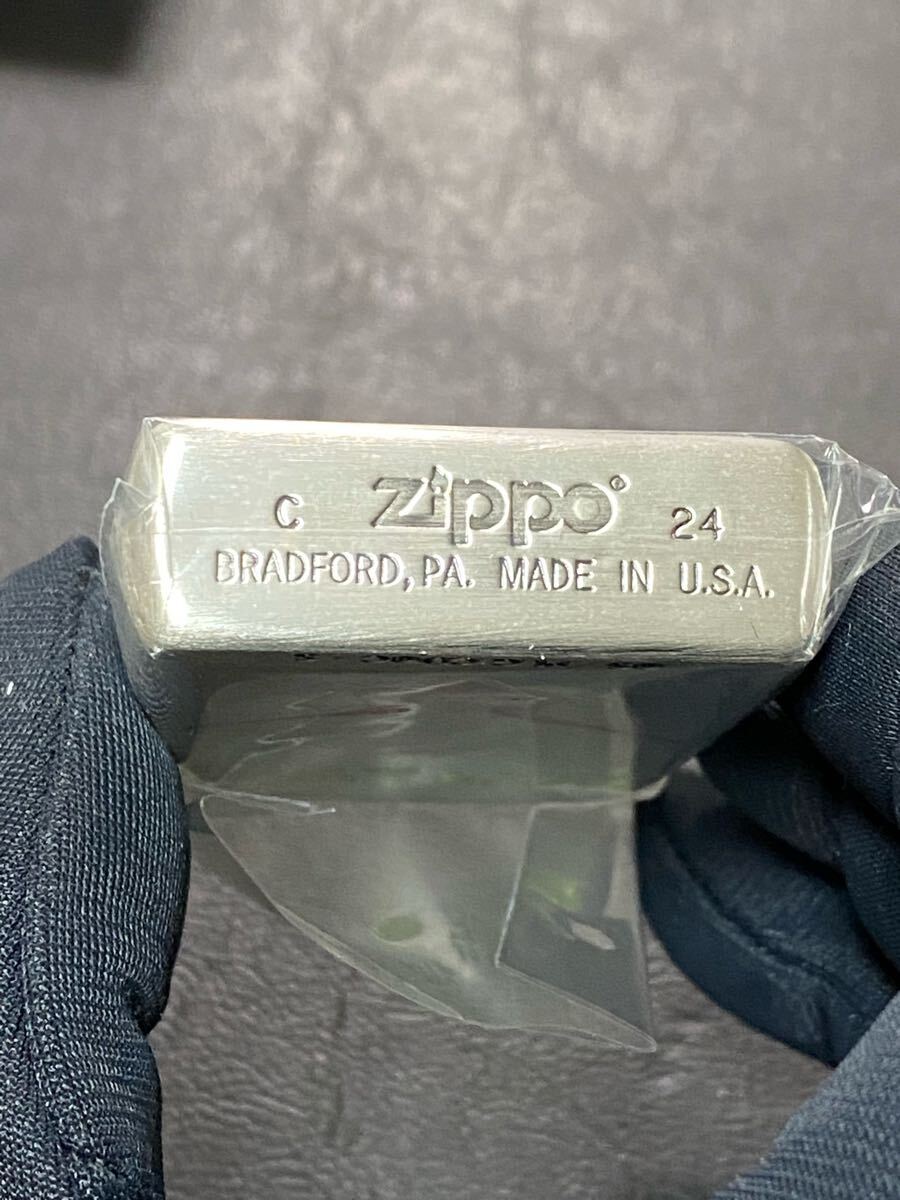 C Zippo® 24
BRADFORD, PA. MADE IN U.S.A.